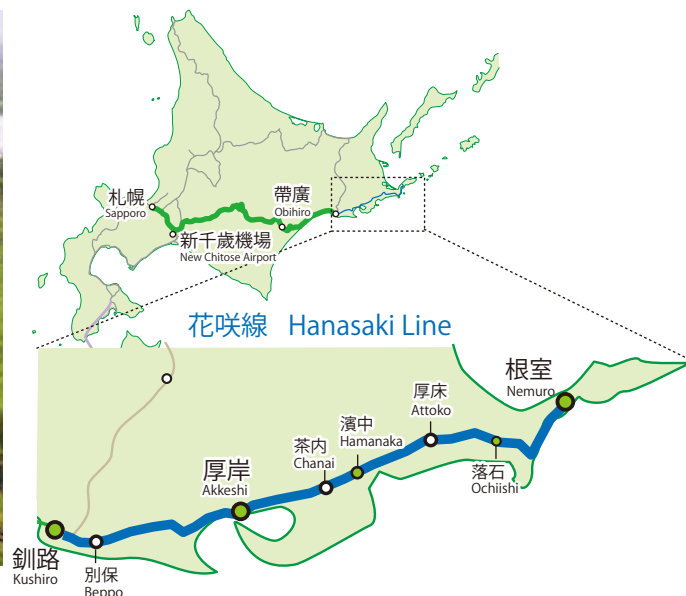 札幌
Sapporo
帶廣
Obihiro
新千歲機場
New Chitose Airport
花咲線 Hanasaki Line
根室
Nemuro
厚床
Attoko
濱中
Hamanaka
茶内
Chanai
落石
Ochiishi
厚岸
Akkeshi
釧路
Kushiro
別保
Beppo